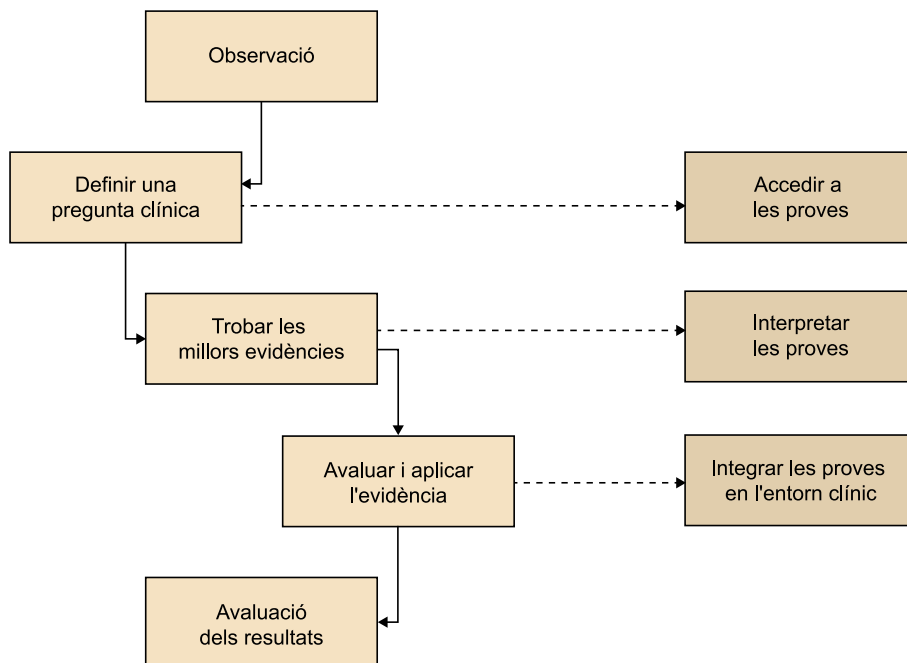 Observació
Definir una
pregunta clínica
Accedir a
les proves
Trobar les
millors evidències
Interpretar
les proves
Avaluar i aplicar
l'evidència
Integrar les proves
en l'entorn clínic
Avaluació
dels resultats